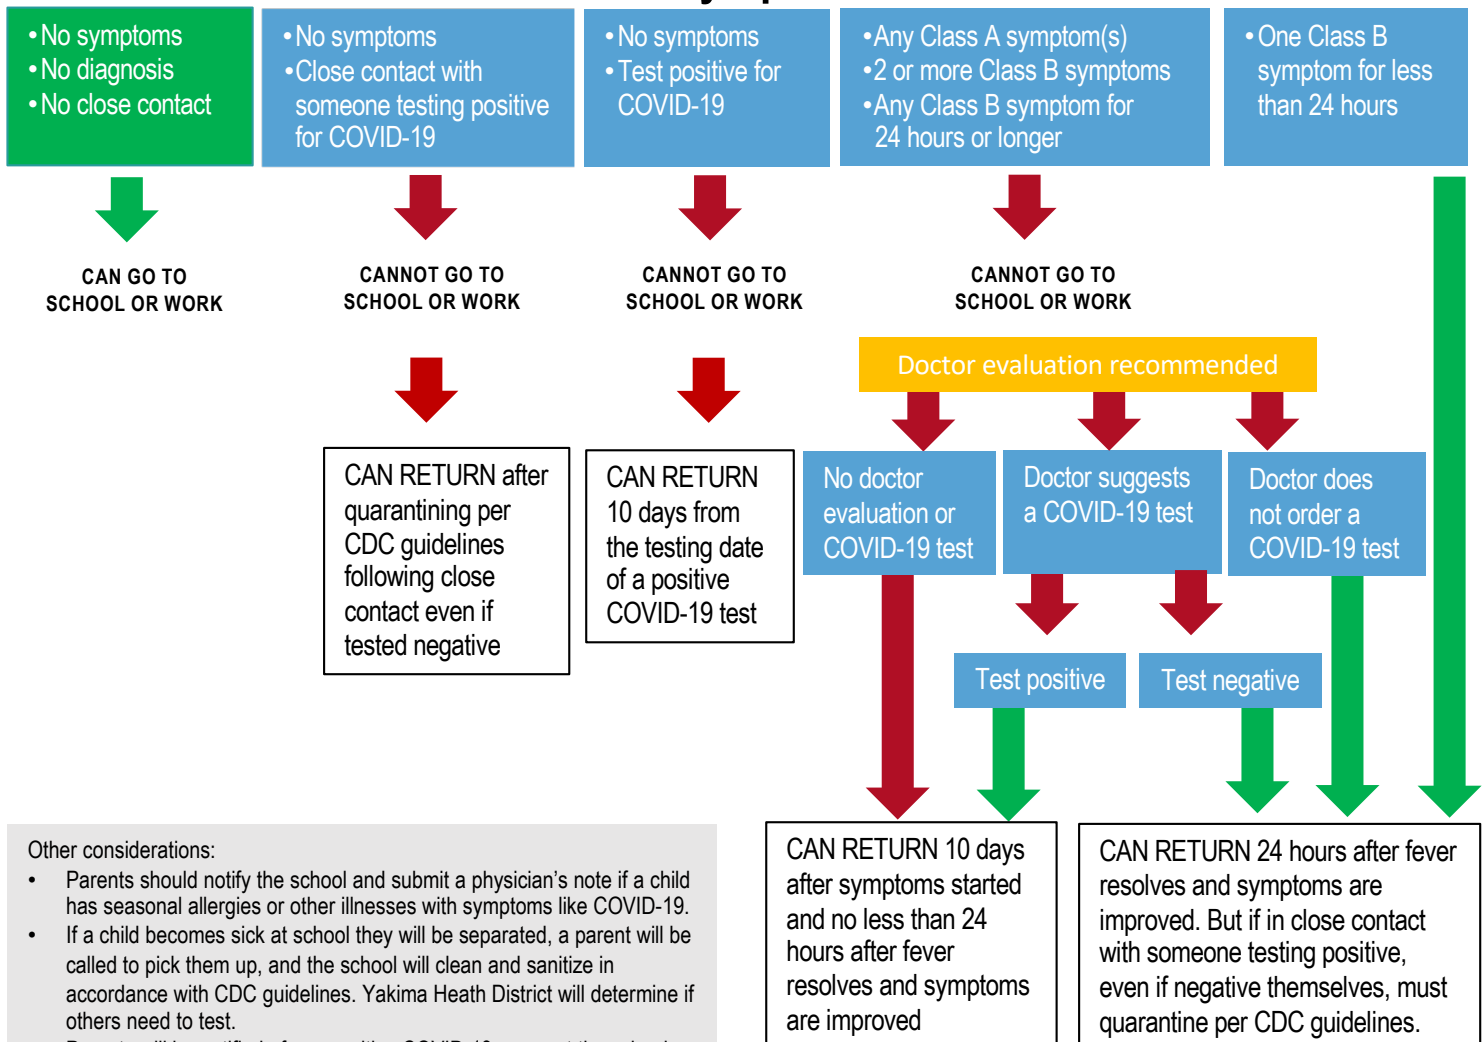 • No symptoms
• No diagnosis
• No close contact
• No symptoms
• Close contact with
someone testing positive
for COVID-19
• No symptoms
• Test positive for
COVID-19
• Any Class A symptom(s)
• 2 or more Class B symptoms
• Any Class B symptom for
24 hours or longer
• One Class B
symptom for less
than 24 hours
CAN GO TO
SCHOOL OR WORK
CANNOT GO TO
SCHOOL OR WORK
CANNOT GO TO
SCHOOL OR WORK
CANNOT GO TO
SCHOOL OR WORK
Doctor evaluation recommended
CAN RETURN after
quarantining per
CDC guidelines
following close
contact even if
tested negative
CAN RETURN
10 days from
the testing date
of a positive
COVID-19 test
No doctor
evaluation or
COVID-19 test
Doctor suggests
a COVID-19 test
Doctor does
not order a
COVID-19 test
Test positive
Test negative
CAN RETURN 10 days
after symptoms started
and no less than 24
hours after fever
resolves and symptoms
are improved
CAN RETURN 24 hours after fever
resolves and symptoms are
improved. But if in close contact
with someone testing positive,
even if negative themselves, must
quarantine per CDC guidelines.
Other considerations:
• Parents should notify the school and submit a physician's note if a child
has seasonal allergies or other illnesses with symptoms like COVID-19.
• If a child becomes sick at school they will be separated, a parent will be
called to pick them up, and the school will clean and sanitize in
accordance with CDC guidelines. Yakima Heath District will determine if
others need to test.